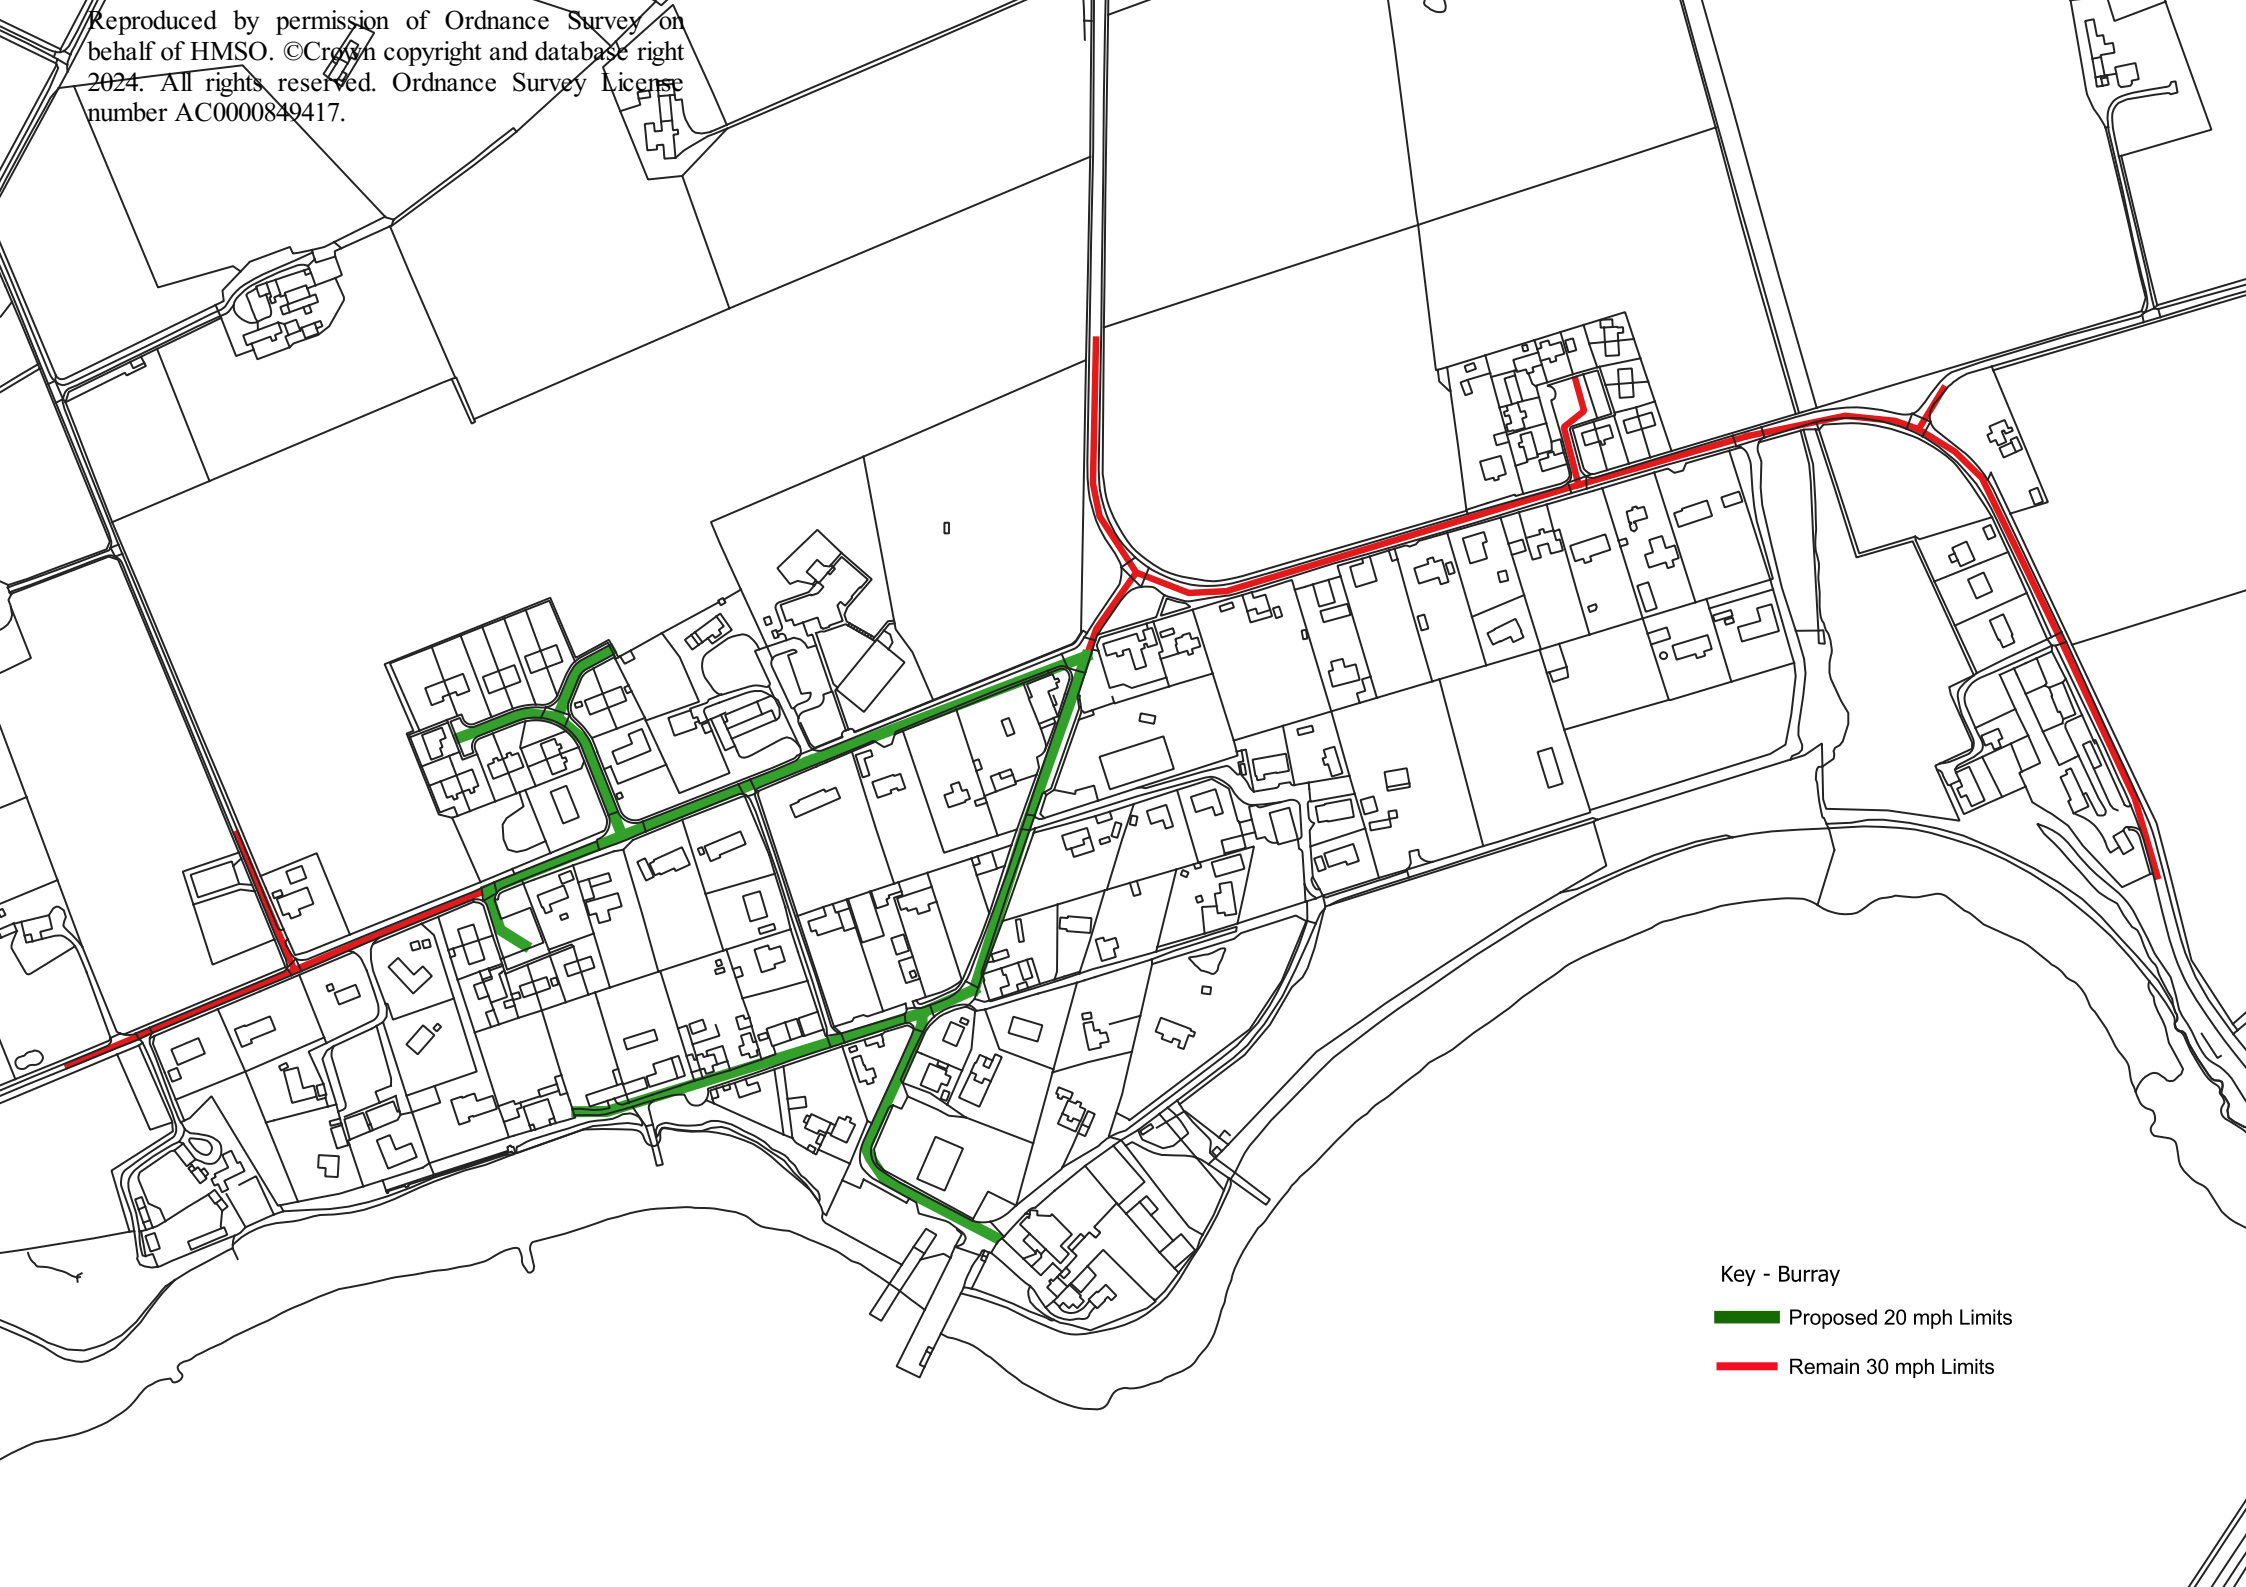 Reproduced by permission of Ordnance Survey on
behalf of HMSO. ©Crown copyright and database right
2024. All rights reserved. Ordnance Survey License
number AC0000849417.
Key - Burray
Proposed 20 mph Limits
Remain 30 mph Limits